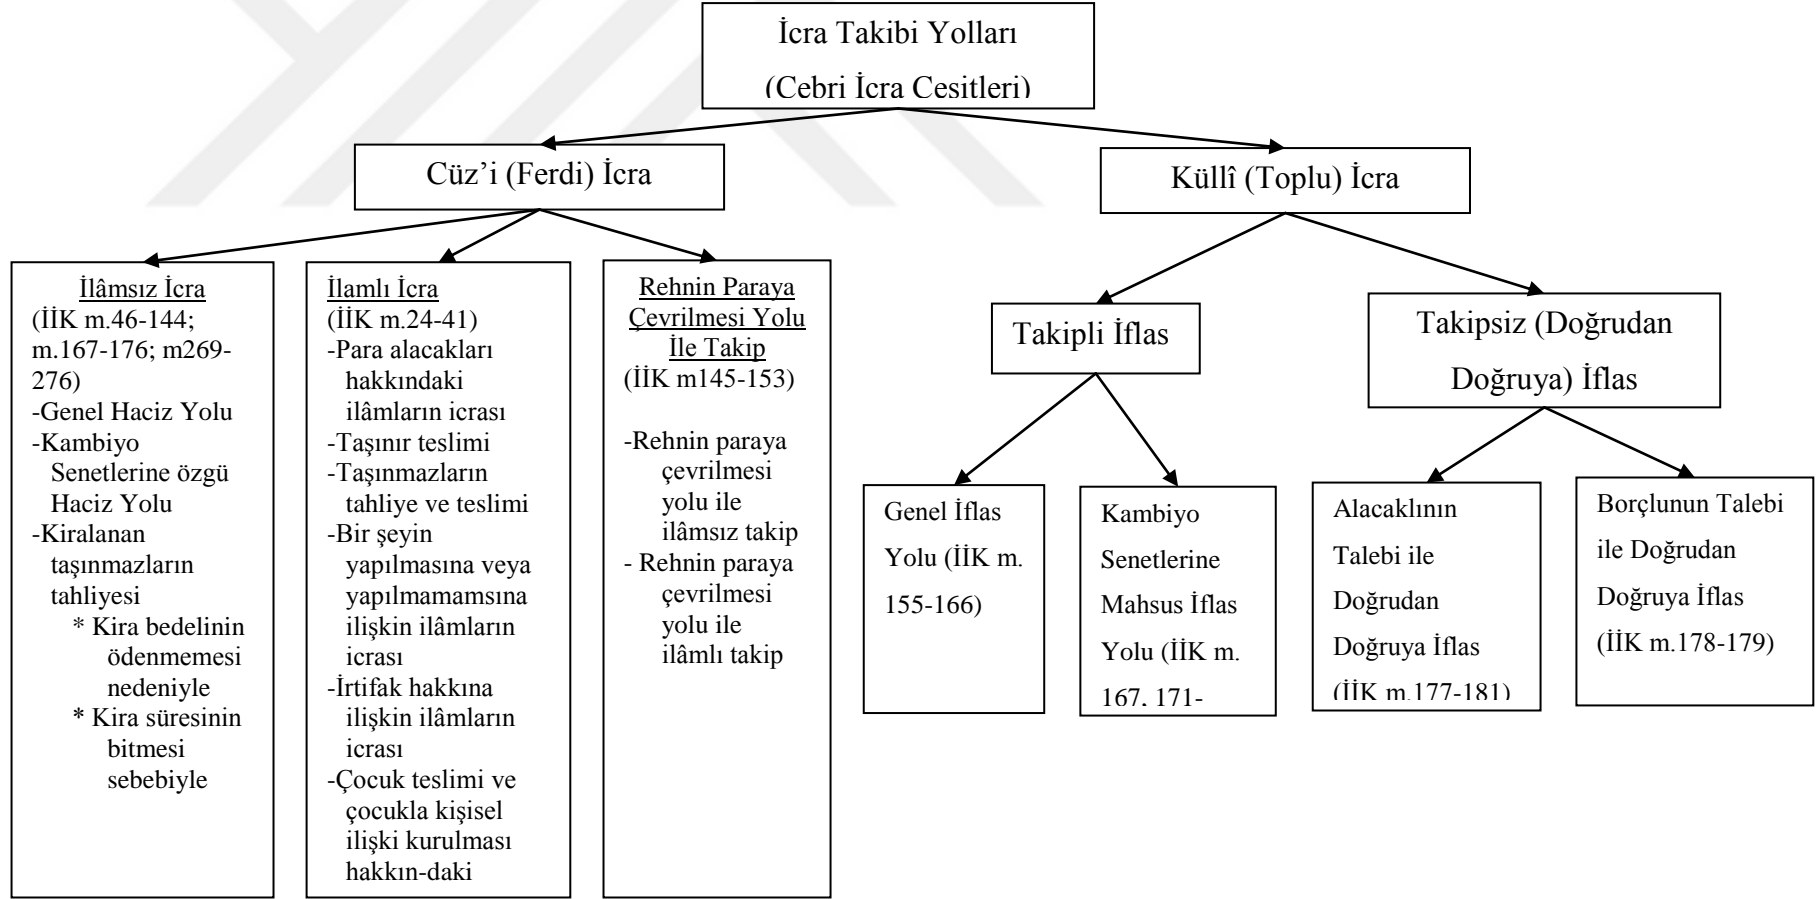 İcra Takibi Yolları
(Cebri İcra Cesitleri)
Cüz’i (Ferdi) İcra
Küllî (Toplu) İcra
İlâmsız İcra
(İİK m.46-144;
m.167-176; m269-
276)
-Genel Haciz Yolu
-Kambiyo
Senetlerine özgü
Haciz Yolu
-Kiralanan
taşınmazların
tahliyesi
* Kira bedelinin
ödenmemesi
nedeniyle
* Kira süresinin
bitmesi
sebebiyle
İlamlı İcra
(İİK m.24-41)
-Para alacakları
hakkındaki
ilâmların icrası
-Taşınır teslimi
-Taşınmazların
tahliye ve teslimi
-Bir şeyin
yapılmasına veya
yapılmamamsına
ilişkin ilâmların
icrası
-İrtifak hakkına
ilişkin ilâmların
icrası
-Çocuk teslimi ve
çocukla kişisel
ilişki kurulması
hakkın-daki
Rehnin Paraya
Çevrilmesi Yolu
İle Takip
(İİK m145-153)
-Rehnin paraya
çevrilmesi
yolu ile
ilâmsız takip
- Rehnin paraya
çevrilmesi
yolu ile
ilâmlı takip
Takipli İflas
Takipsiz (Doğrudan
Doğruya) İflas
Genel İflas
Yolu (İİK m.
155-166)
Kambiyo
Senetlerine
Mahsus İflas
Yolu (İİK m.
167, 171-
Alacaklının
Talebi ile
Doğrudan
Doğruya İflas
(İİK m.177-181)
Borçlunun Talebi
ile Doğrudan
Doğruya İflas
(İİK m.178-179)